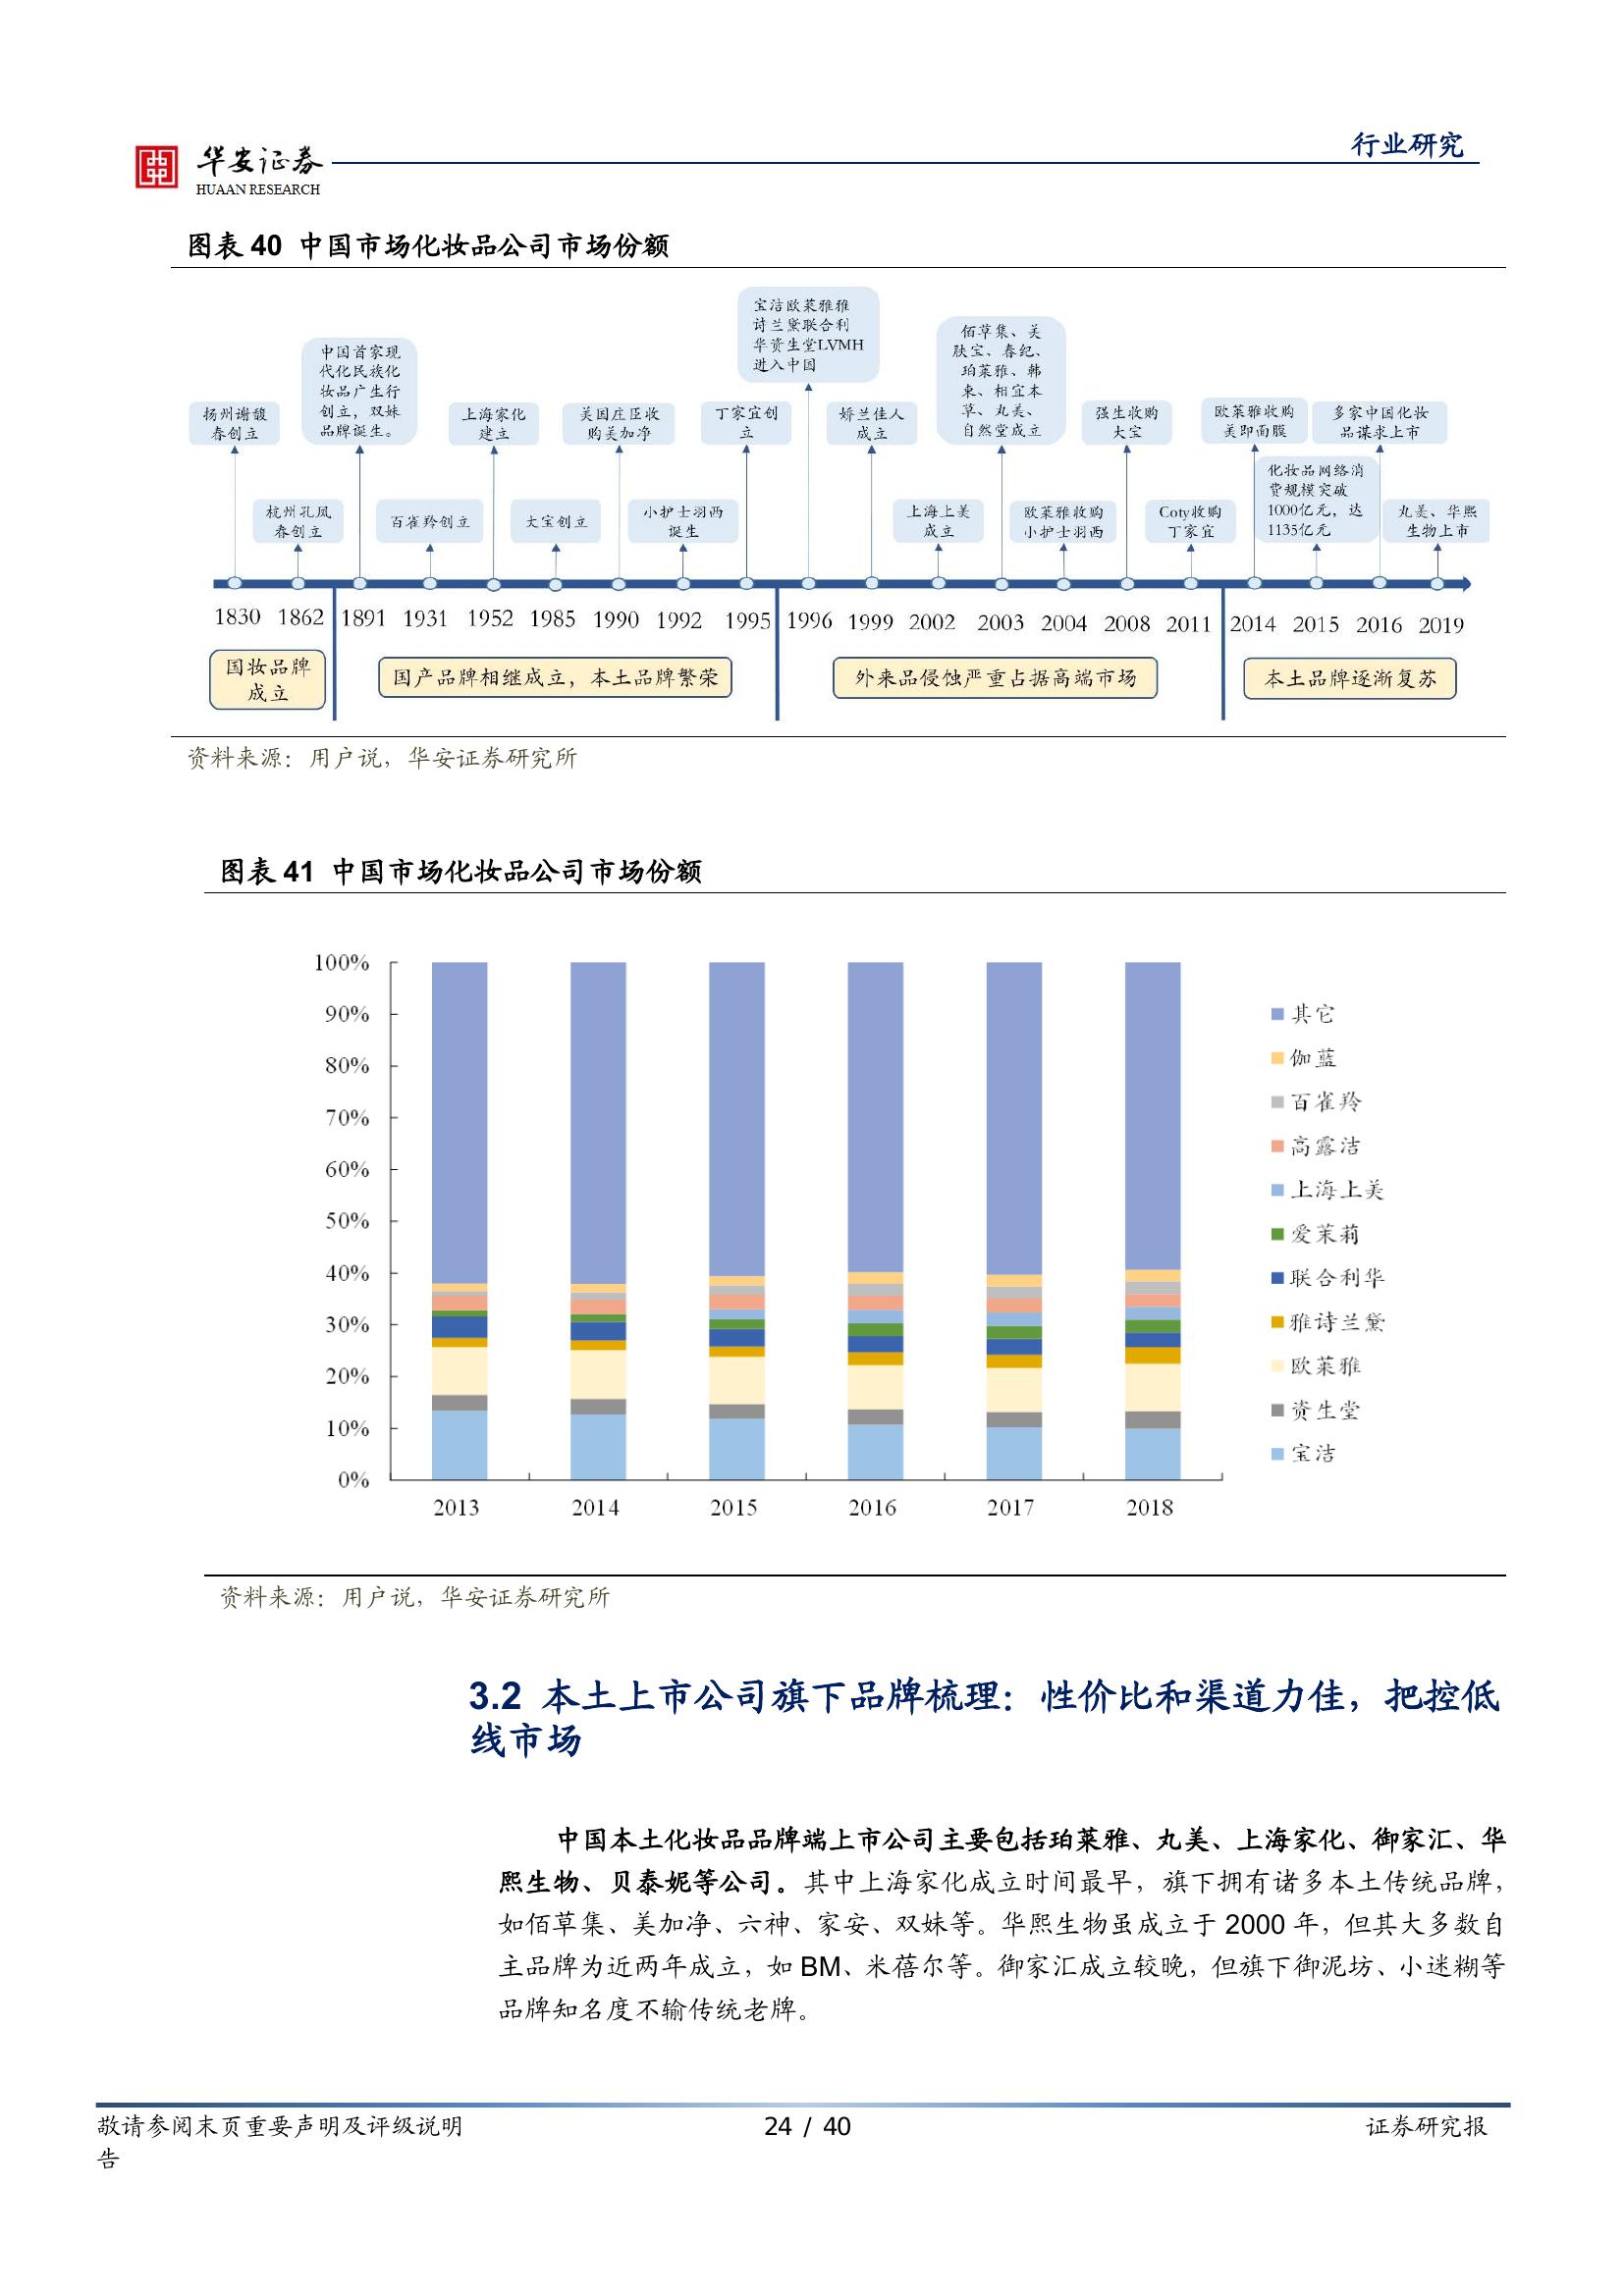 行业研究
华安证券
HUAAN RESEARCH
图表 40 中国市场化妆品公司市场份额
扬州谢馥
春创立
杭州孔凤
春创立
中国首家现
代化民族化
妆品广生行
创立，双妹
品牌诞生。
百雀羚创立
上海家化
建立
大宝创立
美国庄臣收
购美加净
小护士羽西
诞生
丁家宜创
立
宝洁欧莱雅雅
诗兰黛联合利
华资生堂LVMH
进入中国
娇兰佳人
成立
上海上美
成立
佰草集、美
肤宝、春纪、
珀莱雅、韩
束、相宜本
草、丸美、
自然堂成立
欧莱雅收购
小护士羽西
强生收购
大宝
Coty收购
丁家宜
欧莱雅收购
美即面膜
化妆品网络消
费规模突破
1000亿元，达
1135亿元
多家中国化妆
品谋求上市
丸美、华熙
生物上市
1830 1862 1891 1931 1952 1985 1990 1992 1995 1996 1999 2002 2003 2004 2008 2011 2014 2015 2016 2019
国妆品牌
成立
国产品牌相继成立，本土品牌繁荣
外来品侵蚀严重占据高端市场
本土品牌逐渐复苏
资料来源：用户说，华安证券研究所
图表 41 中国市场化妆品公司市场份额
100%
90%
80%
70%
60%
50%
40%
30%
20%
10%
0%
2013 2014 2015 2016 2017 2018
其它
伽蓝
百雀羚
高露洁
上海上美
爱茉莉
联合利华
雅诗兰黛
欧莱雅
资生堂
宝洁
资料来源：用户说，华安证券研究所
3.2 本土上市公司旗下品牌梳理：性价比和渠道力佳，把控低
线市场
中国本土化妆品品牌端上市公司主要包括珀莱雅、丸美、上海家化、御家汇、华
熙生物、贝泰妮等公司。其中上海家化成立时间最早，旗下拥有诸多本土传统品牌，
如佰草集、美加净、六神、家安、双妹等。华熙生物虽成立于 2000 年，但其大多数自
主品牌为近两年成立，如 BM、米蓓尔等。御家汇成立较晚，但旗下御泥坊、小迷糊等
品牌知名度不输传统老牌。
敬请参阅末页重要声明及评级说明
24 / 40
证券研究报
告